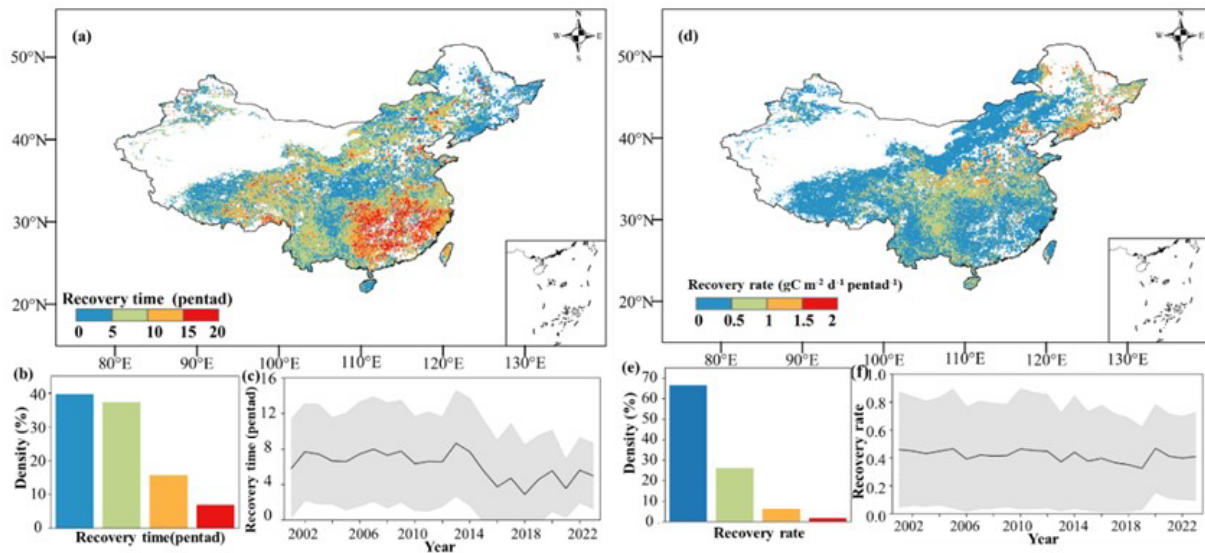 (a)
N
W E
S
50°N
40°N
30°N
20°N
Recovery time (pentad)
0 5 10 15 20
80°E 90°E 100°E 110°E 120°E 130°E
(d)
N
W E
S
50°N
40°N
30°N
20°N
Recovery rate (gC m⁻² d⁻¹ pentad⁻¹)
0 0.5 1 1.5 2
80°E 90°E 100°E 110°E 120°E 130°E
(b)
Density (%)
40
30
20
10
0
Recovery time(pentad)
(c)
Recovery time (pentad)
16
12
8
4
0
2002 2006 2010 2014 2018 2022
Year
(e)
Density (%)
70
60
50
40
30
20
10
0
Recovery rate
(f)
Recovery rate
1.0
0.8
0.6
0.4
0.2
0.0
2002 2006 2010 2014 2018 2022
Year